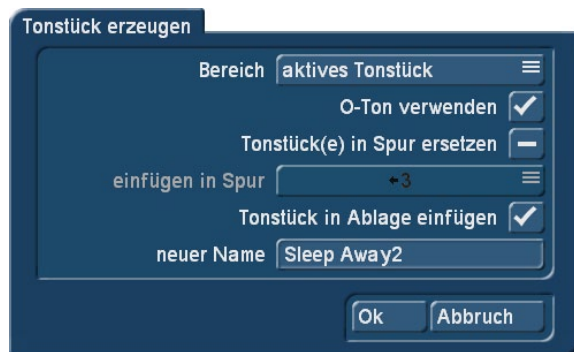 Tonstück erzeugen
Bereich aktives Tonstück
O-Ton verwenden
Tonstück(e) in Spur ersetzen
einfügen in Spur ←3
Tonstück in Ablage einfügen
neuer Name Sleep Away2
Ok Abbruch